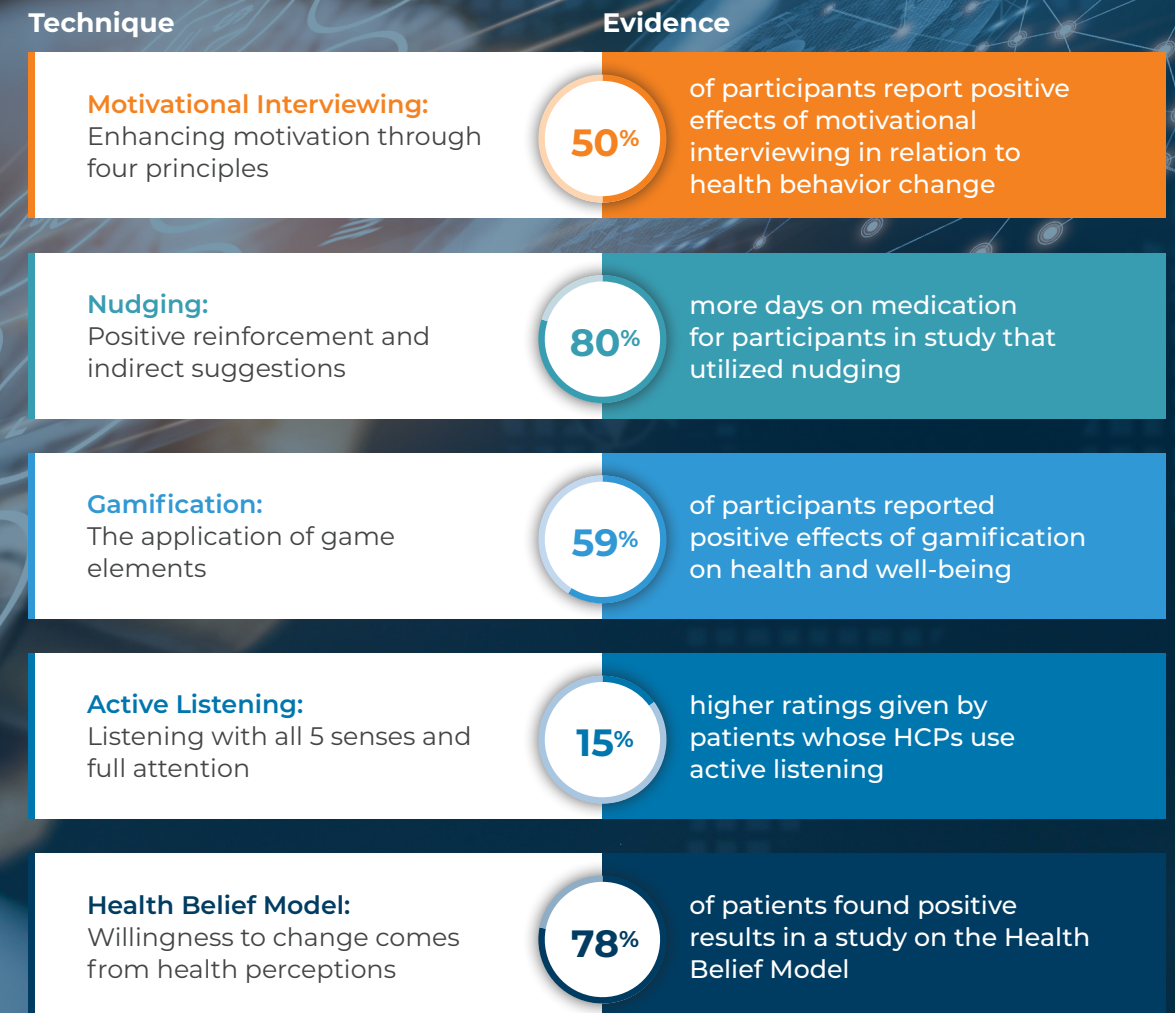 Technique
Evidence
Motivational Interviewing:
Enhancing motivation through
four principles
50%
of participants report positive
effects of motivational
interviewing in relation to
health behavior change
Nudging:
Positive reinforcement and
indirect suggestions
80%
more days on medication
for participants in study that
utilized nudging
Gamification:
The application of game
elements
59%
of participants reported
positive effects of gamification
on health and well-being
Active Listening:
Listening with all 5 senses and
full attention
15%
higher ratings given by
patients whose HCPs use
active listening
Health Belief Model:
Willingness to change comes
from health perceptions
78%
of patients found positive
results in a study on the Health
Belief Model